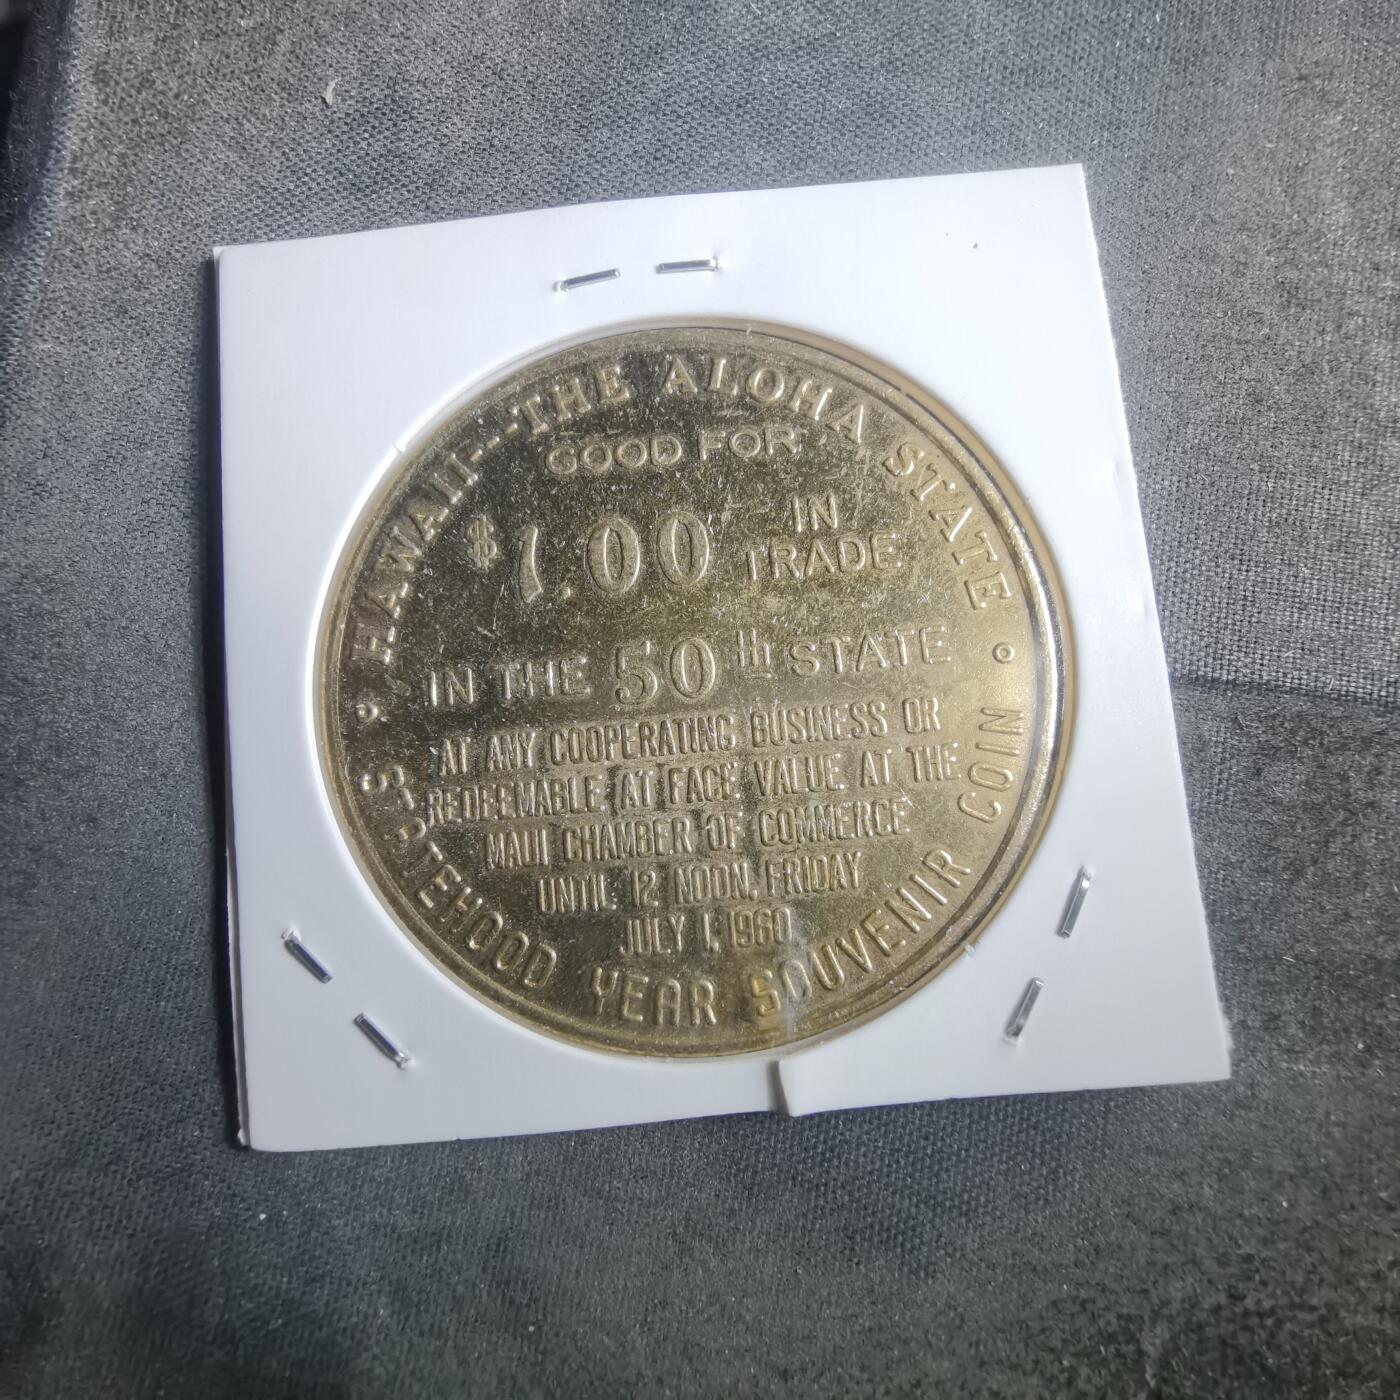 HAWAII--THE ALOHA STATE
GOOD FOR
$1.00 IN TRADE
IN THE 50th STATE
AT ANY COOPERATING BUSINESS OR
REDEEMABLE AT FACE VALUE AT THE
MAUI CHAMBER OF COMMERCE
UNTIL 12 NOON, FRIDAY
JULY 1, 1960
STATEHOOD YEAR SOUVENIR COIN